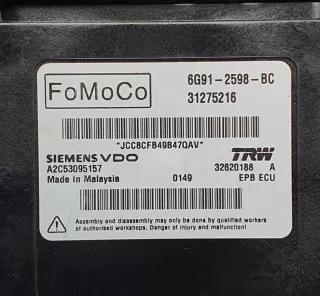 FoMoCo
6G91-2598-BC
31275216
*JCC8CFB49B47QAV*
SIEMENS VDO
TRW
A2C53095157
32620188 A
Made in Malaysia
0149
EPB ECU
Assembly and disassembly may only be done by qualified workers
of authorized workshops. Danger of injury and malfunction!